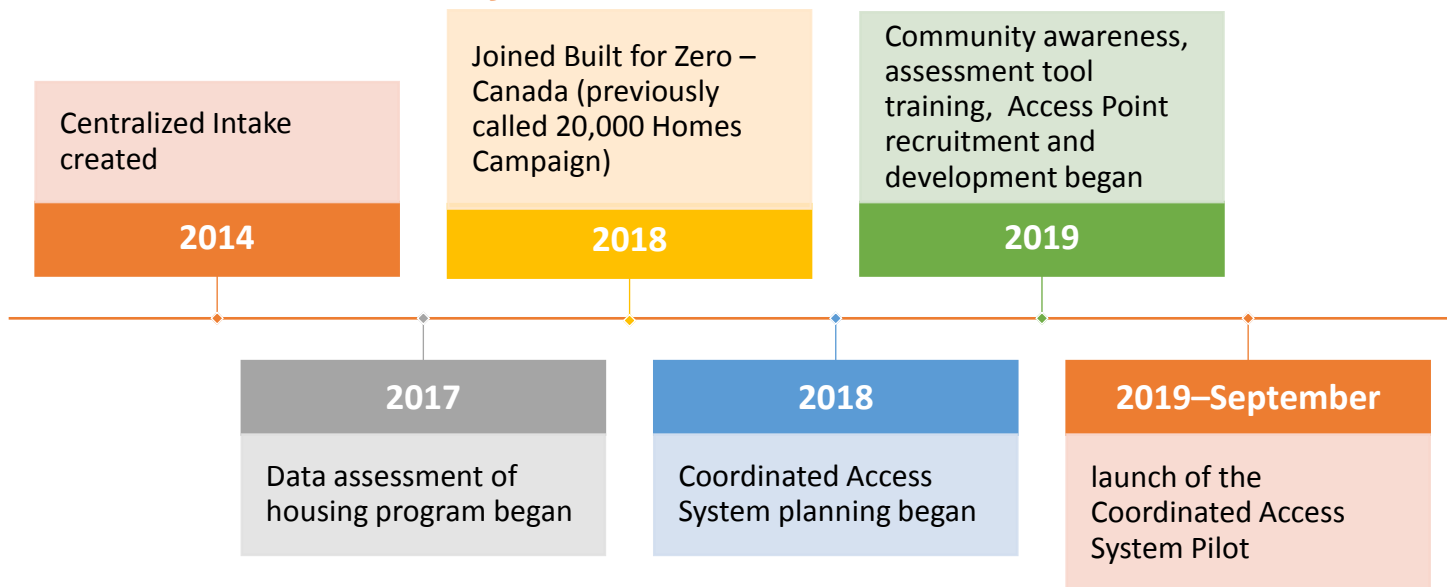 Centralized Intake
created
2014
Data assessment of
housing program began
2017
Joined Built for Zero –
Canada (previously
called 20,000 Homes
Campaign)
2018
2018
Coordinated Access
System planning began
Community awareness,
assessment tool
training,  Access Point
recruitment and
development began
2019
2019–September
launch of the
Coordinated Access
System Pilot